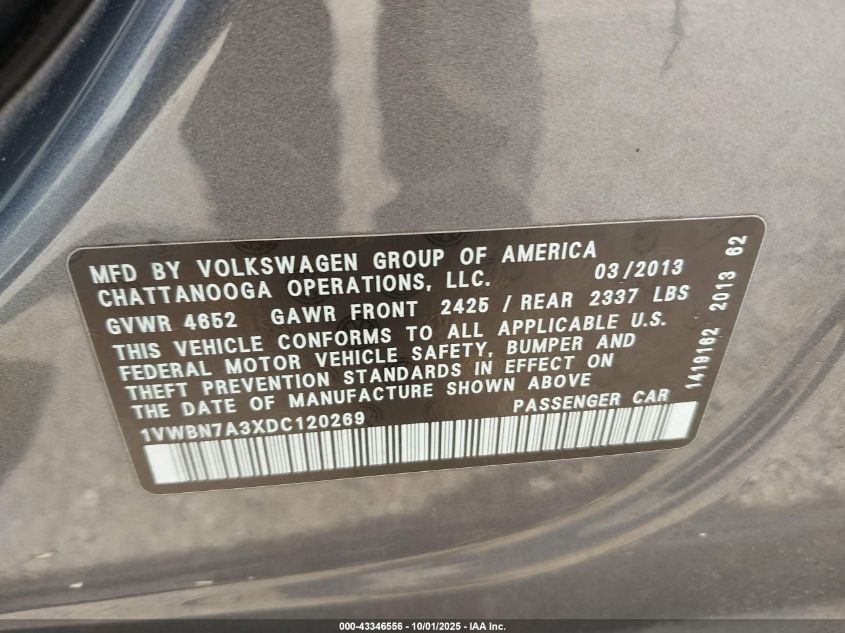 MFD BY VOLKSWAGEN GROUP OF AMERICA
CHATTANOOGA OPERATIONS, LLC. 03/2013
GVWR 4652 GAWR FRONT 2425 / REAR 2337 LBS
THIS VEHICLE CONFORMS TO ALL APPLICABLE U.S.
FEDERAL MOTOR VEHICLE SAFETY, BUMPER AND
THEFT PREVENTION STANDARDS IN EFFECT ON
THE DATE OF MANUFACTURE SHOWN ABOVE
1VWBN7A3XDC120269 PASSENGER CAR
1419162 2013 62
000-43346556 - 10/01/2025 - IAA Inc.